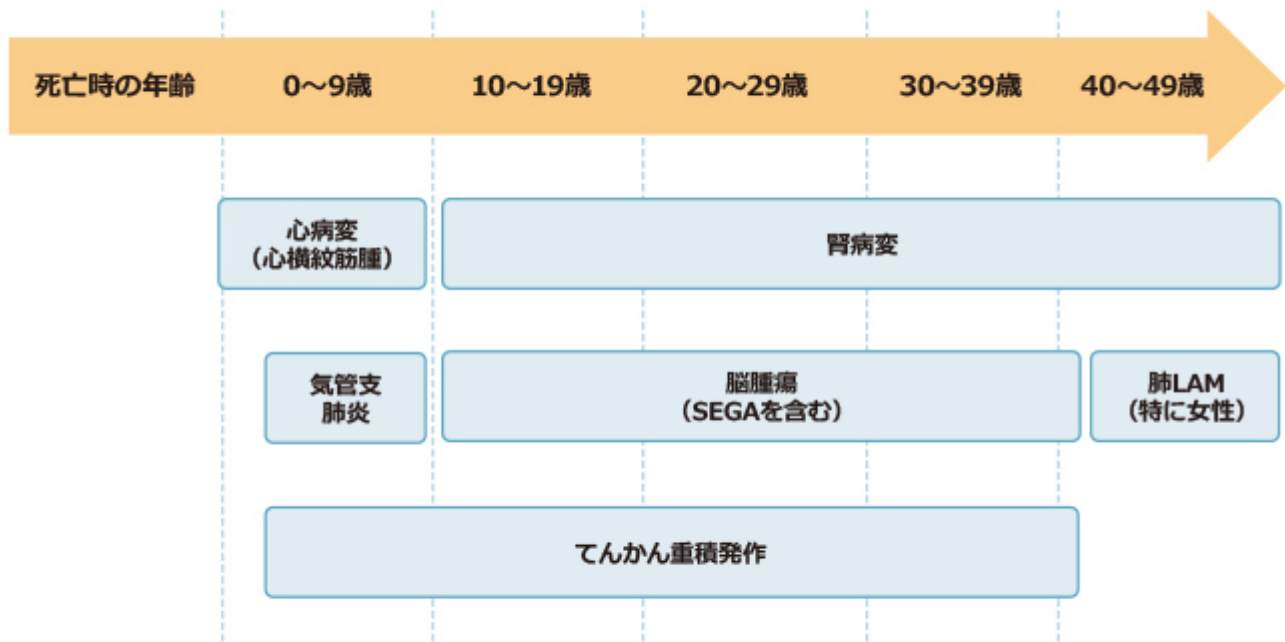 死亡時の年齢
0〜9歳
10〜19歳
20〜29歳
30〜39歳
40〜49歳
心病変
（心横紋筋腫）
腎病変
気管支
肺炎
脳腫瘍
（SEGAを含む）
肺LAM
（特に女性）
てんかん重積発作